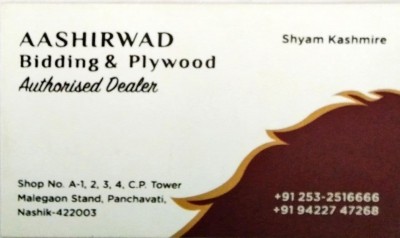 AASHIRWAD
Bidding & Plywood
Authorised Dealer
Shyam Kashmire
Shop No. A-1, 2, 3, 4, C.P. Tower
Malegaon Stand, Panchavati,
Nashik-422003
+91 253-2516666
+91 94227 47268